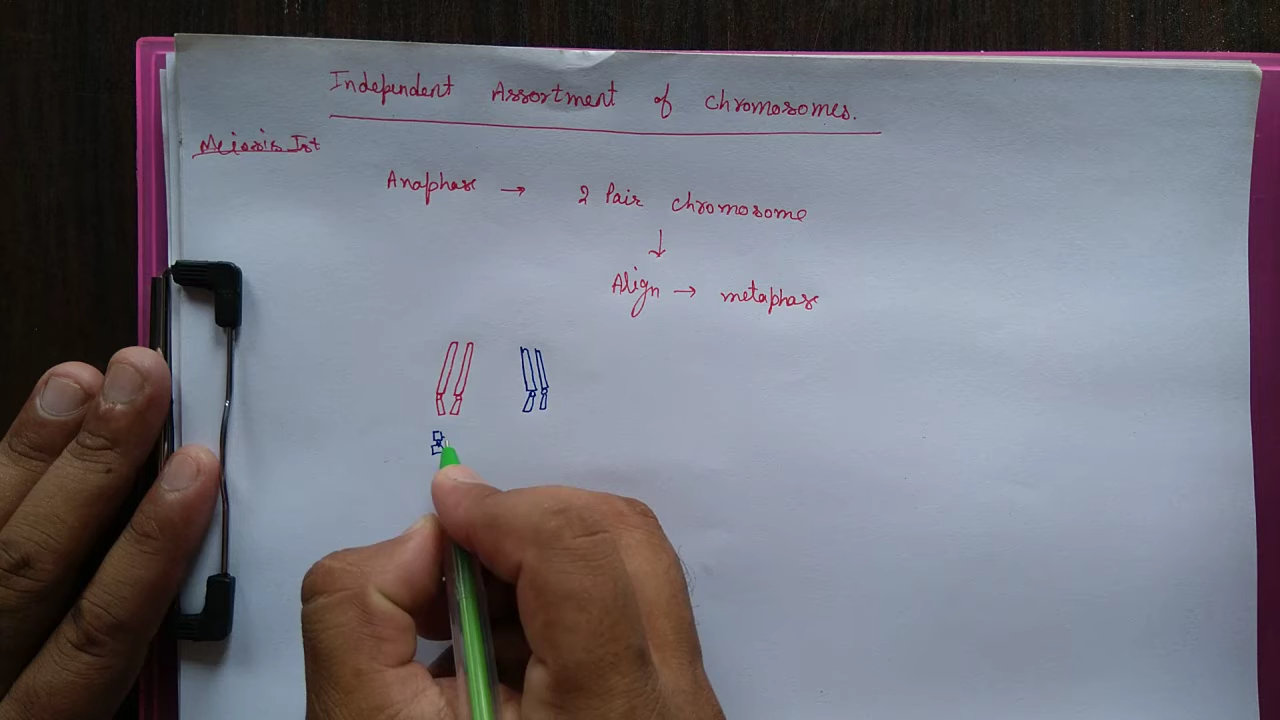 Independent Assortment of chromosomes.
Meiosis Ist
Anaphase → 2 Pair chromosome
↓
Align → metaphase